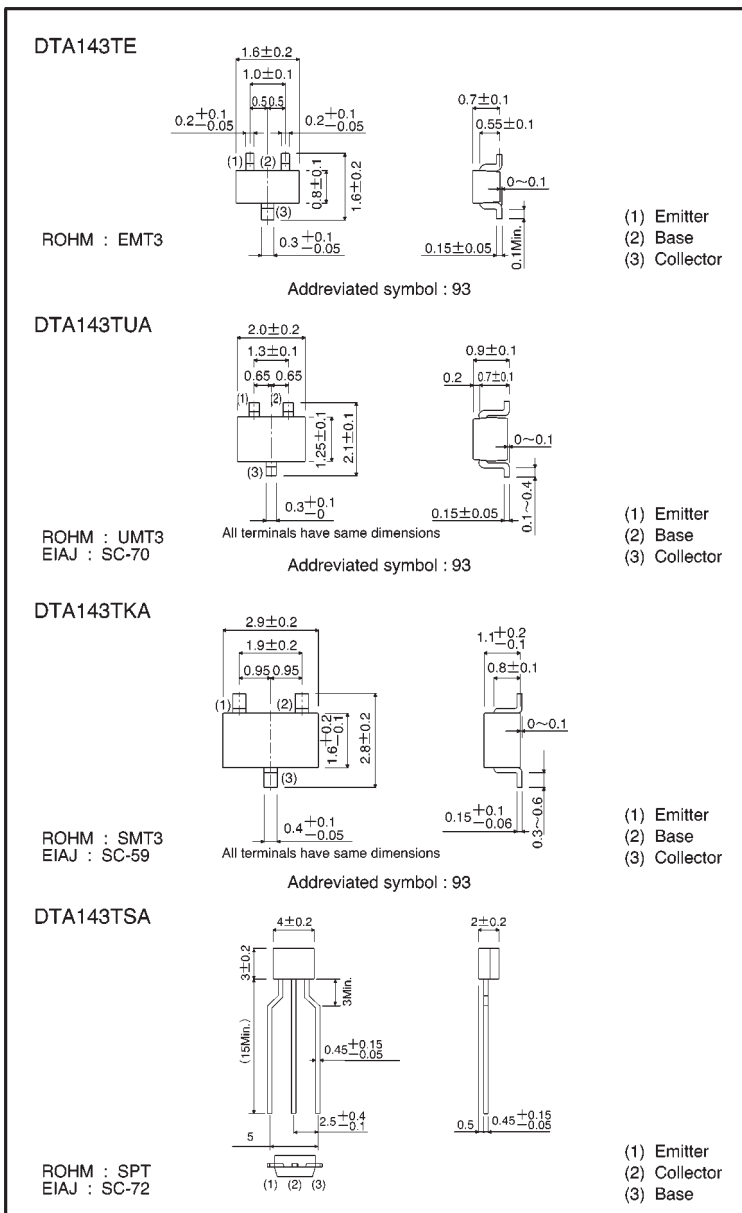 DTA143TE
1.6±0.2
1.0±0.1
0.5 0.5
0.2 +0.1 −0.05
0.2 +0.1 −0.05
(1) (2)
0.8±0.1
1.6±0.2
(3)
0.3 +0.1 −0.05
0.7±0.1
0.55±0.1
0~0.1
0.15±0.05
0.1Min.
ROHM : EMT3
(1) Emitter
(2) Base
(3) Collector
Addreviated symbol : 93
DTA143TUA
2.0±0.2
1.3±0.1
0.65 0.65
(1) (2)
1.25±0.1
2.1±0.1
(3)
0.3 +0.1 −0
0.9±0.1
0.2 0.7±0.1
0~0.1
0.15±0.05
0.1~0.4
All terminals have same dimensions
ROHM : UMT3
EIAJ : SC-70
(1) Emitter
(2) Base
(3) Collector
Addreviated symbol : 93
DTA143TKA
2.9±0.2
1.9±0.2
0.95 0.95
(1) (2)
1.6 +0.2 −0.1
2.8±0.2
(3)
0.4 +0.1 −0.05
1.1 +0.2 −0.1
0.8±0.1
0~0.1
0.15 +0.1 −0.06
0.3~0.6
All terminals have same dimensions
ROHM : SMT3
EIAJ : SC-59
(1) Emitter
(2) Base
(3) Collector
Addreviated symbol : 93
DTA143TSA
4±0.2
3±0.2
3Min.
(15Min.)
0.45 +0.15 −0.05
2.5 +0.4 −0.1
5
(1) (2) (3)
2±0.2
0.5 0.45 +0.15 −0.05
ROHM : SPT
EIAJ : SC-72
(1) Emitter
(2) Collector
(3) Base